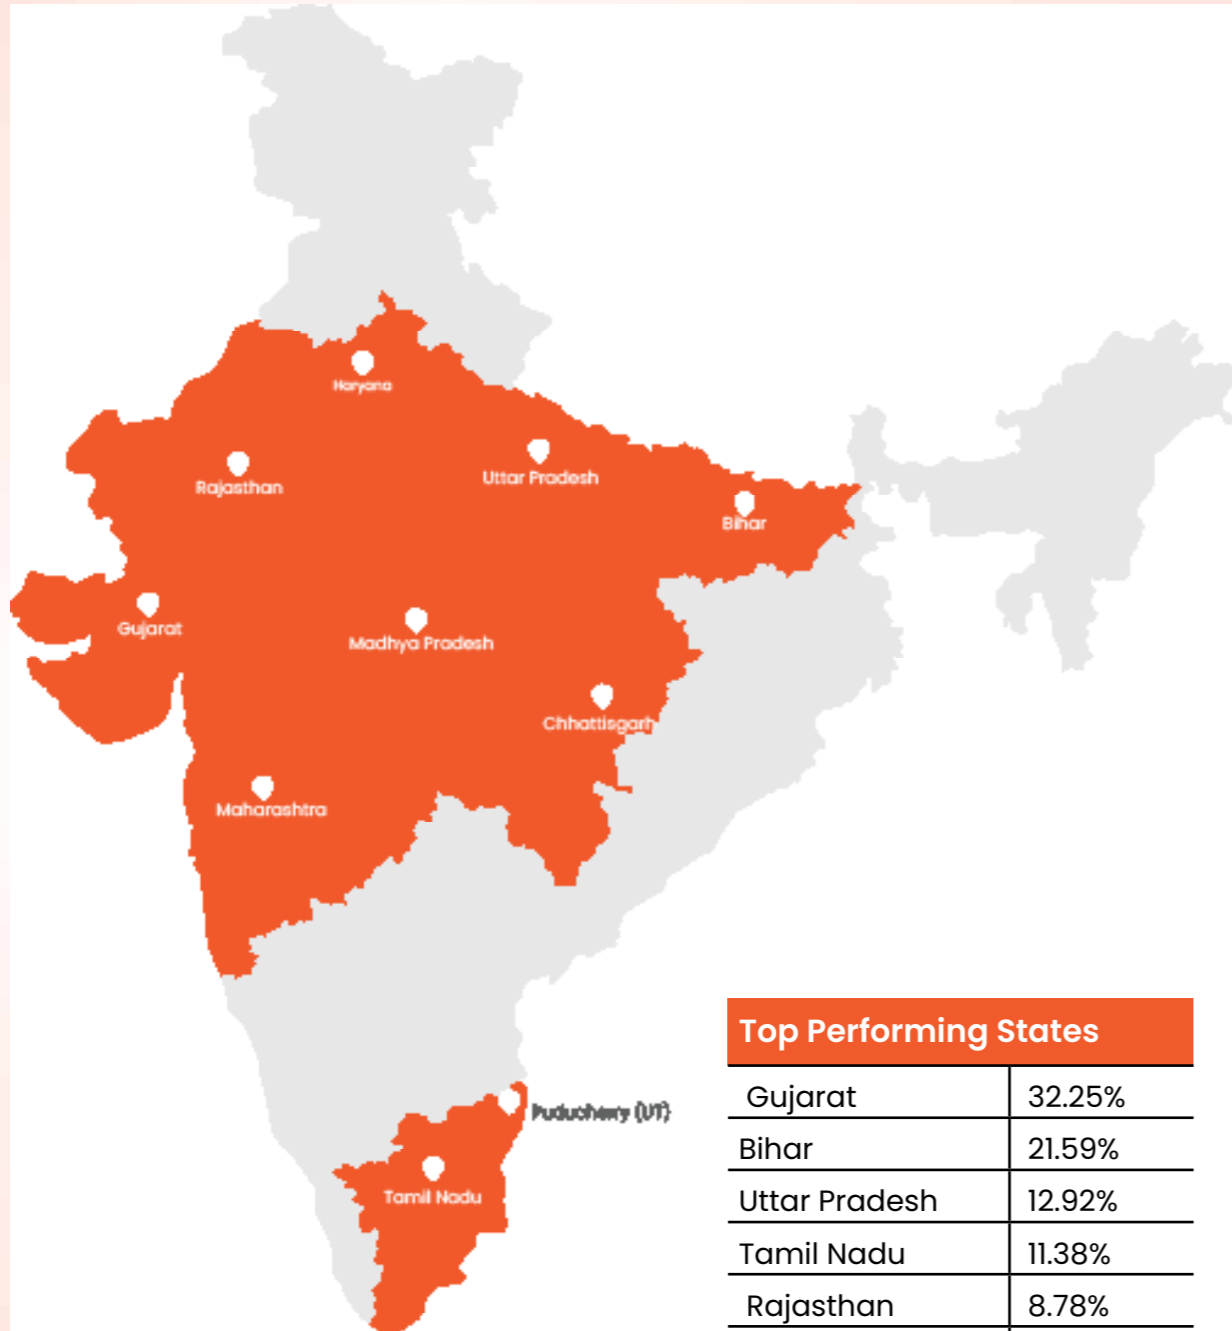 Haryana
Rajasthan
Uttar Pradesh
Bihar
Gujarat
Madhya Pradesh
Chhattisgarh
Maharashtra
Puducherry (UT)
Tamil Nadu
Top Performing States
Gujarat 32.25%
Bihar 21.59%
Uttar Pradesh 12.92%
Tamil Nadu 11.38%
Rajasthan 8.78%